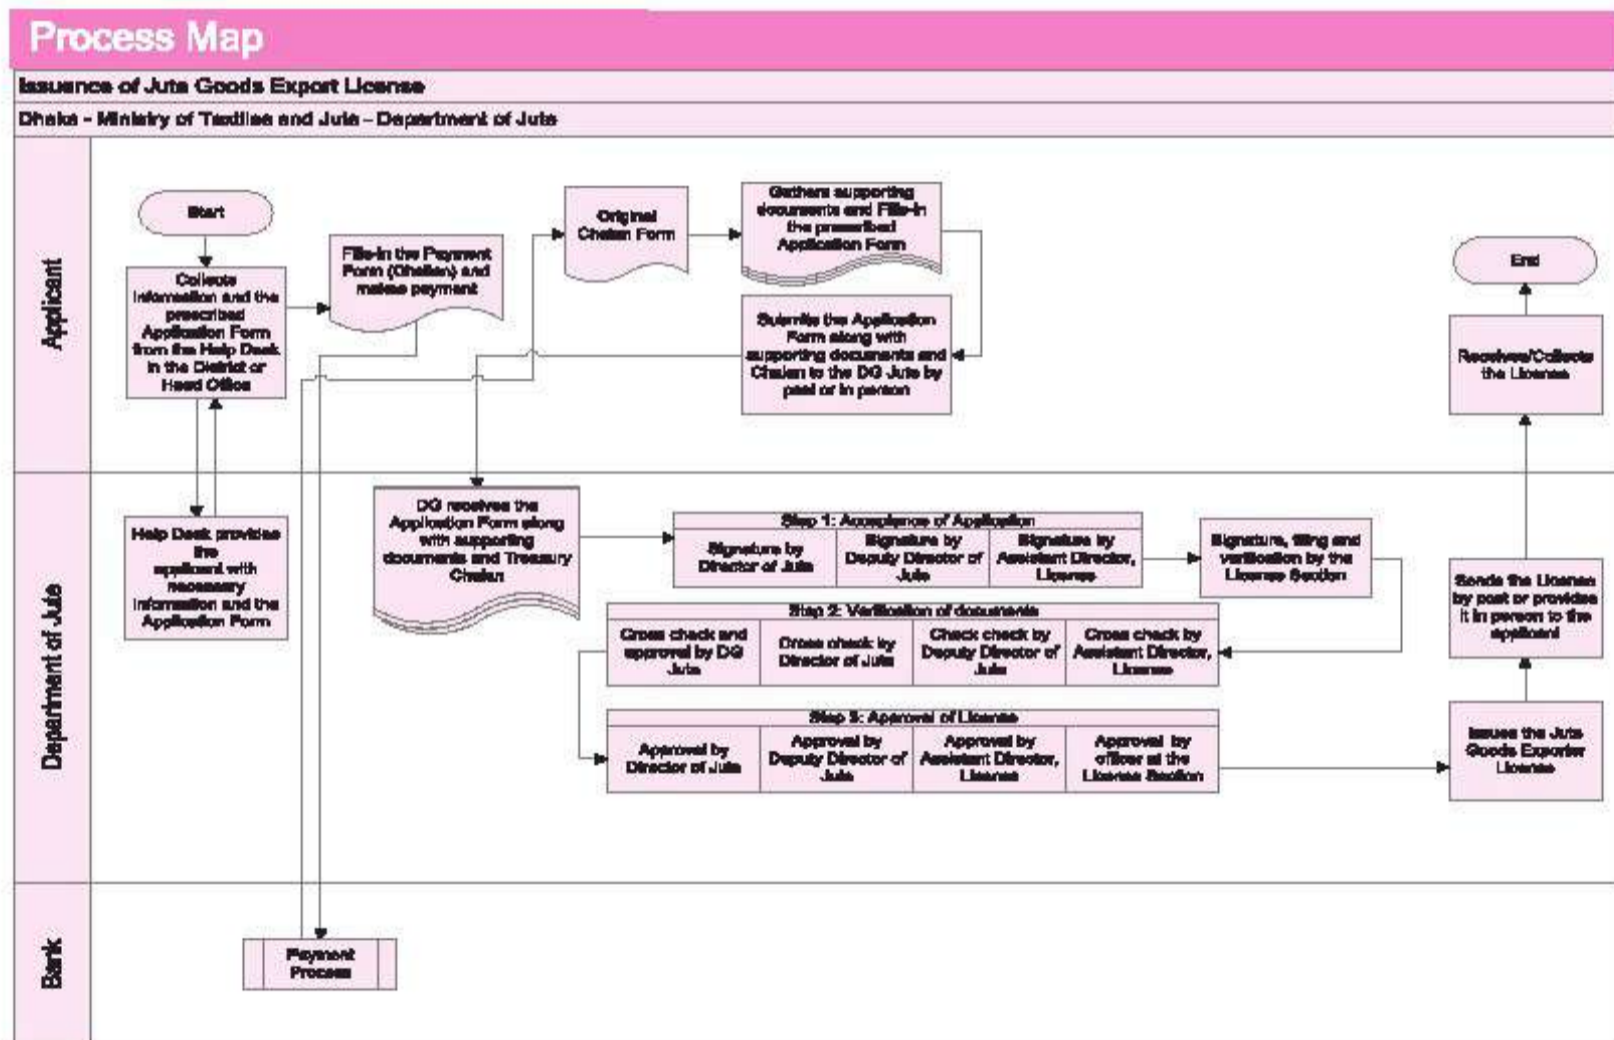 Process Map
Issuance of Jute Goods Export License
Dhaka - Ministry of Textiles and Jute - Department of Jute
Applicant
Start
Collects
information and the
prescribed
Application Form
from the Help Desk
in the District or
Head Office
Fills-in the Payment
Form (Challan) and
makes payment
Original
Chalan Form
Gathers supporting
documents and Fills-in
the prescribed
Application Form
Submits the Application
Form along with
supporting documents and
Chalan to the DG Jute by
post or in person
End
Receives/Collects
the License
Department of Jute
Help Desk provides
the
applicant with
necessary
information and the
Application Form
DG receives the
Application Form along
with supporting
documents and Treasury
Chalan
Step 1: Acceptance of Application
Signature by
Director of Jute
Signature by
Deputy Director of
Jute
Signature by
Assistant Director,
License
Signature, filing and
verification by the
License Section
Step 2: Verification of documents
Cross check and
approval by DG
Jute
Cross check by
Director of Jute
Check check by
Deputy Director of
Jute
Cross check by
Assistant Director,
License
Step 3: Approval of License
Approval by
Director of Jute
Approval by
Deputy Director of
Jute
Approval by
Assistant Director,
License
Approval by
officer at the
License Section
Sends the License
by post or provides
it in person to the
applicant
Issues the Jute
Goods Exporter
License
Bank
Payment
Process